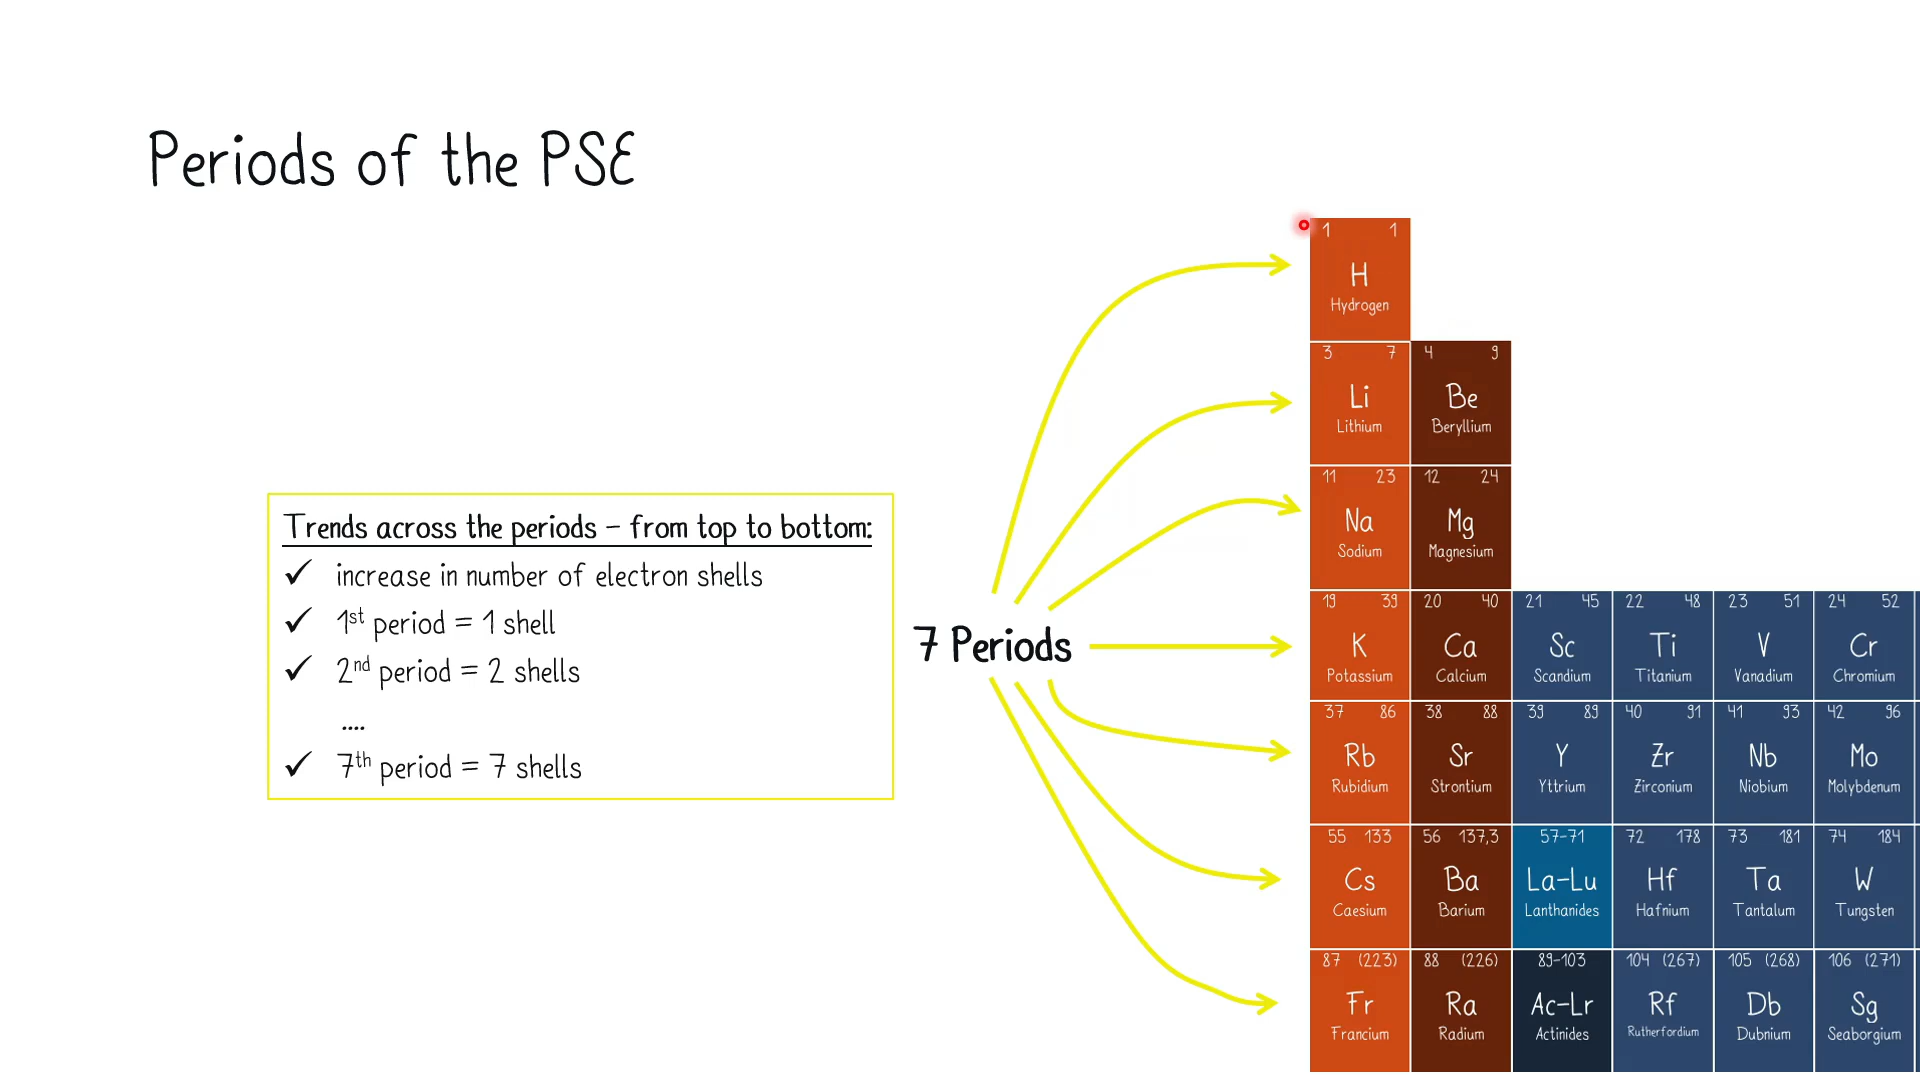 Periods of the PSE
Trends across the periods – from top to bottom:
✓ increase in number of electron shells
✓ 1st period = 1 shell
✓ 2nd period = 2 shells
....
✓ 7th period = 7 shells
7 Periods
1 1
H
Hydrogen
3 7 4 9
Li Be
Lithium Beryllium
11 23 12 24
Na Mg
Sodium Magnesium
19 39 20 40 21 45 22 48 23 51 24 52
K Ca Sc Ti V Cr
Potassium Calcium Scandium Titanium Vanadium Chromium
37 86 38 88 39 89 40 91 41 93 42 96
Rb Sr Y Zr Nb Mo
Rubidium Strontium Yttrium Zirconium Niobium Molybdenum
55 133 56 137,3 57-71 72 178 73 181 74 184
Cs Ba La-Lu Hf Ta W
Caesium Barium Lanthanides Hafnium Tantalum Tungsten
87 (223) 88 (226) 89-103 104 (267) 105 (268) 106 (271)
Fr Ra Ac-Lr Rf Db Sg
Francium Radium Actinides Rutherfordium Dubnium Seaborgium